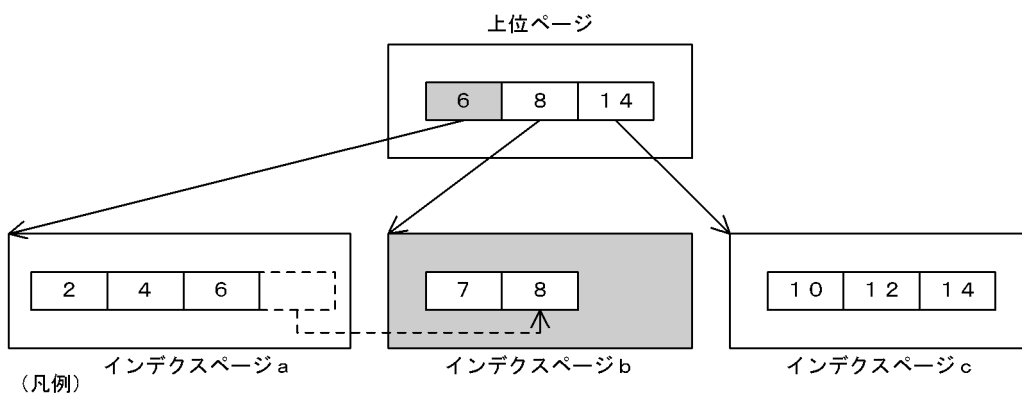 上位ページ
6 8 14
2 4 6
7 8
10 12 14
インデクスページa
インデクスページb
インデクスページc
（凡例）